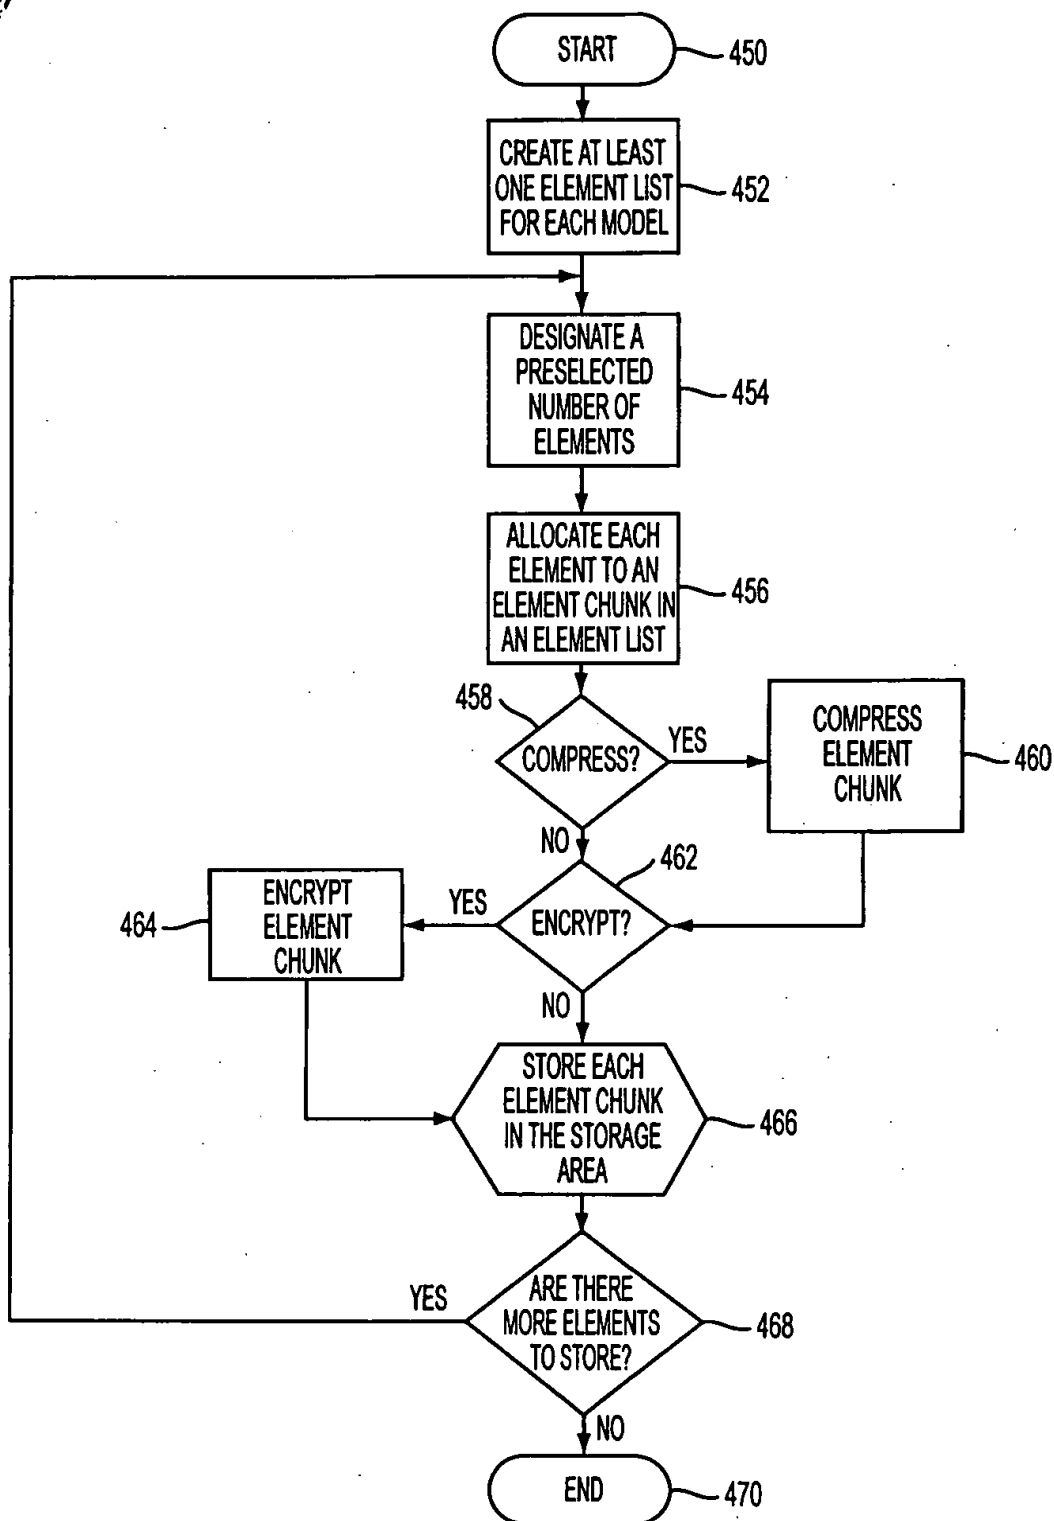 START
450
CREATE AT LEAST
ONE ELEMENT LIST
FOR EACH MODEL
452
DESIGNATE A
PRESELECTED
NUMBER OF
ELEMENTS
454
ALLOCATE EACH
ELEMENT TO AN
ELEMENT CHUNK IN
AN ELEMENT LIST
456
458
COMPRESS?
YES
COMPRESS
ELEMENT
CHUNK
460
NO
462
ENCRYPT?
YES
ENCRYPT
ELEMENT
CHUNK
464
NO
STORE EACH
ELEMENT CHUNK
IN THE STORAGE
AREA
466
ARE THERE
MORE ELEMENTS
TO STORE?
YES
468
NO
END
470